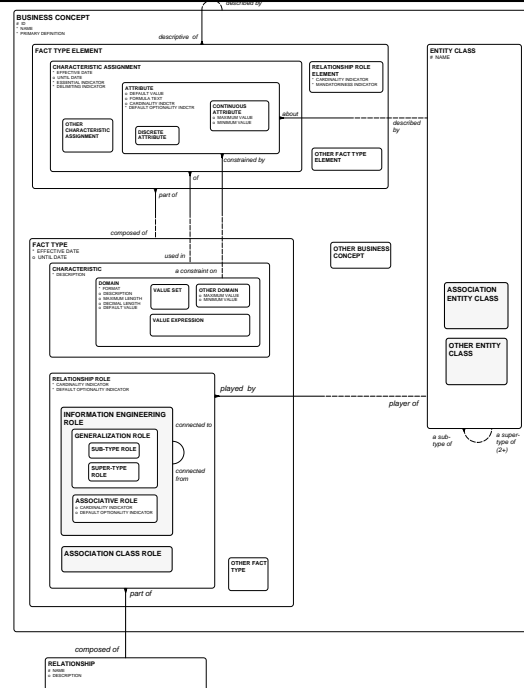 described by
BUSINESS CONCEPT
# ID
* NAME
* PRIMARY DEFINITION
descriptive of
FACT TYPE ELEMENT
CHARACTERISTIC ASSIGNMENT
* EFFECTIVE DATE
o UNTIL DATE
* ESSENTIAL INDICATOR
* DELIMITING INDICATOR
ATTRIBUTE
o DEFAULT VALUE
o FORMULA TEXT
o CARDINALITY INDCTR
* DEFAULT OPTIONALITY INDCTR
CONTINUOUS
ATTRIBUTE
o MAXIMUM VALUE
o MINIMUM VALUE
DISCRETE
ATTRIBUTE
OTHER
CHARACTERISTIC
ASSIGNMENT
RELATIONSHIP ROLE
ELEMENT
* CARDINALITY INDICATOR
* MANDATORINESS INDICATOR
OTHER FACT TYPE
ELEMENT
ENTITY CLASS
# NAME
about
described
by
constrained by
of
part of
composed of
used in
a constraint on
FACT TYPE
* EFFECTIVE DATE
o UNTIL DATE
CHARACTERISTIC
* DESCRIPTION
DOMAIN
* FORMAT
o DESCRIPTION
o MAXIMUM LENGTH
o DECIMAL LENGTH
o DEFAULT VALUE
VALUE SET
OTHER DOMAIN
o MAXIMUM VALUE
o MINIMUM VALUE
VALUE EXPRESSION
OTHER BUSINESS
CONCEPT
ASSOCIATION
ENTITY CLASS
OTHER ENTITY
CLASS
RELATIONSHIP ROLE
* CARDINALITY INDICATOR
* DEFAULT OPTIONALITY INDICATOR
played by
player of
INFORMATION ENGINEERING
ROLE
GENERALIZATION ROLE
SUB-TYPE ROLE
SUPER-TYPE
ROLE
connected to
connected
from
ASSOCIATIVE ROLE
o CARDINALITY INDICATOR
o DEFAULT OPTIONALITY INDICATOR
ASSOCIATION CLASS ROLE
OTHER FACT
TYPE
a sub-
type of
a super-
type of
(2+)
part of
composed of
RELATIONSHIP
# NAME
o DESCRIPTION